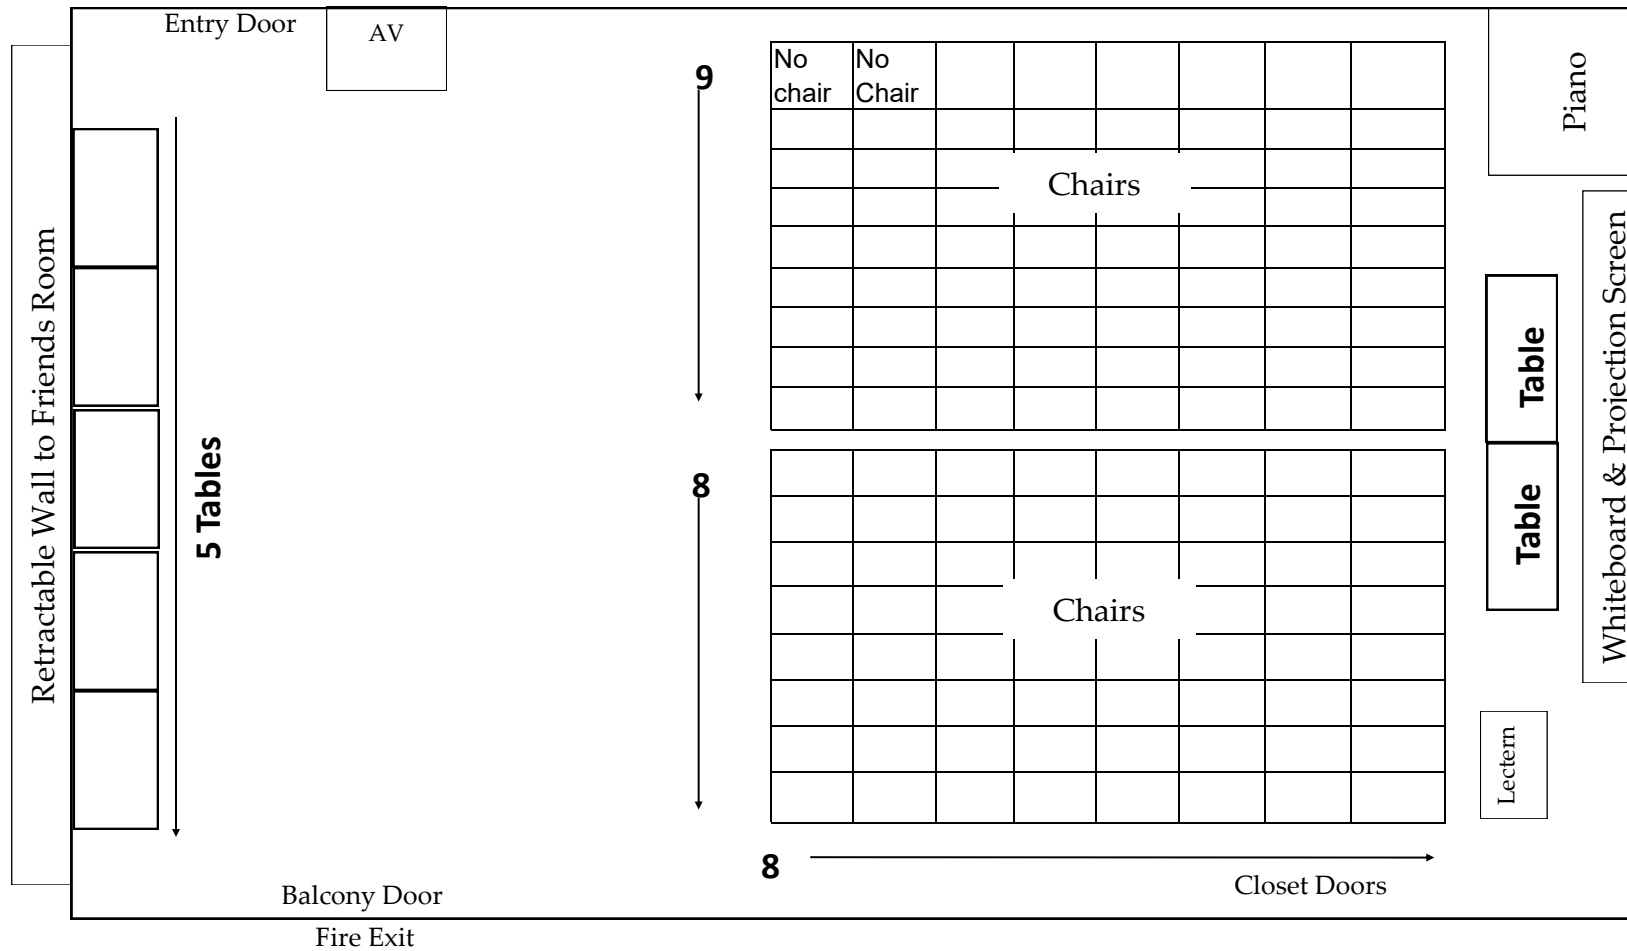 Entry Door
AV
Piano
9
No
chair
No
Chair
Chairs
Retractable Wall to Friends Room
5 Tables
Table
Table
Whiteboard & Projection Screen
8
Chairs
Lectern
8
Closet Doors
Balcony Door
Fire Exit